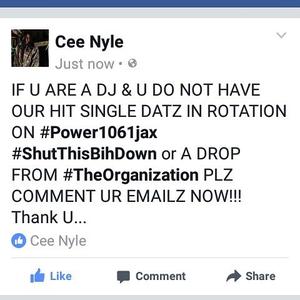 Cee Nyle
Just now •
IF U ARE A DJ & U DO NOT HAVE
OUR HIT SINGLE DATZ IN ROTATION
ON #Power1061jax
#ShutThisBihDown or A DROP
FROM #TheOrganization PLZ
COMMENT UR EMAILZ NOW!!!
Thank U...
Cee Nyle
Like Comment Share